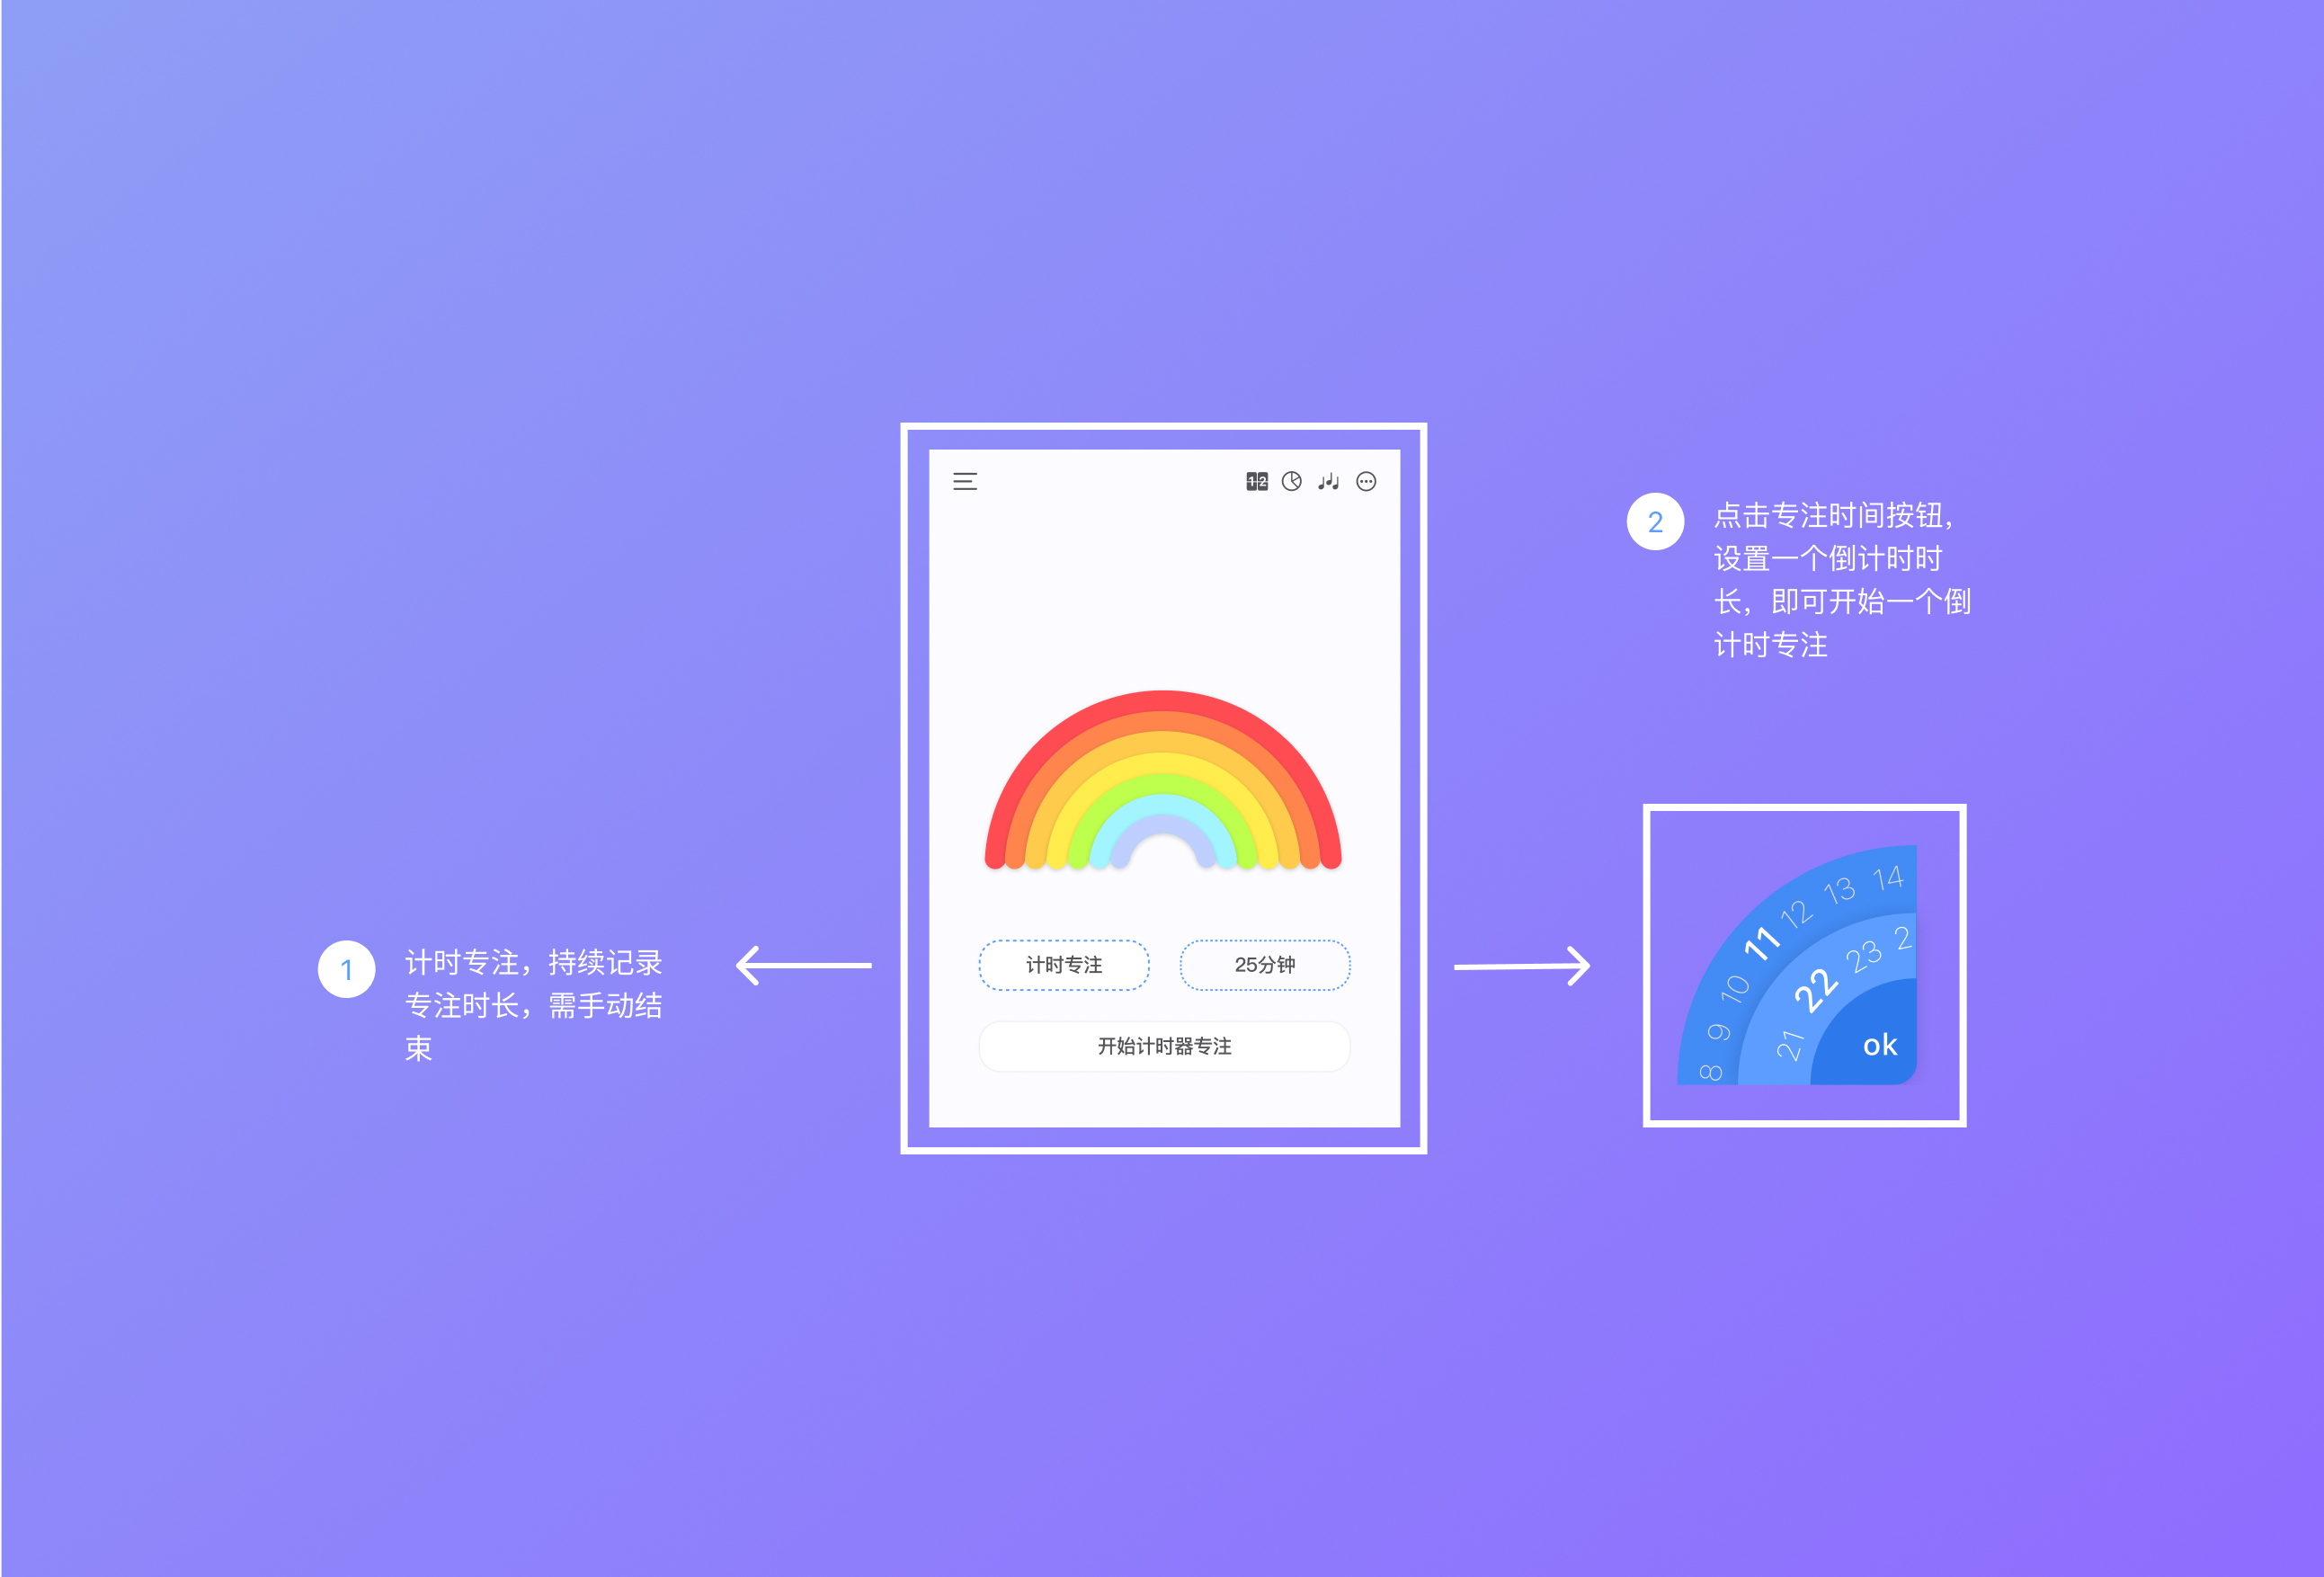 1
计时专注，持续记录
专注时长，需手动结
束
12
计时专注
25分钟
开始计时器专注
2
点击专注时间按钮，
设置一个倒计时时
长，即可开始一个倒
计时专注
8 9 10 11 12 13 14
21 22 23 2
ok